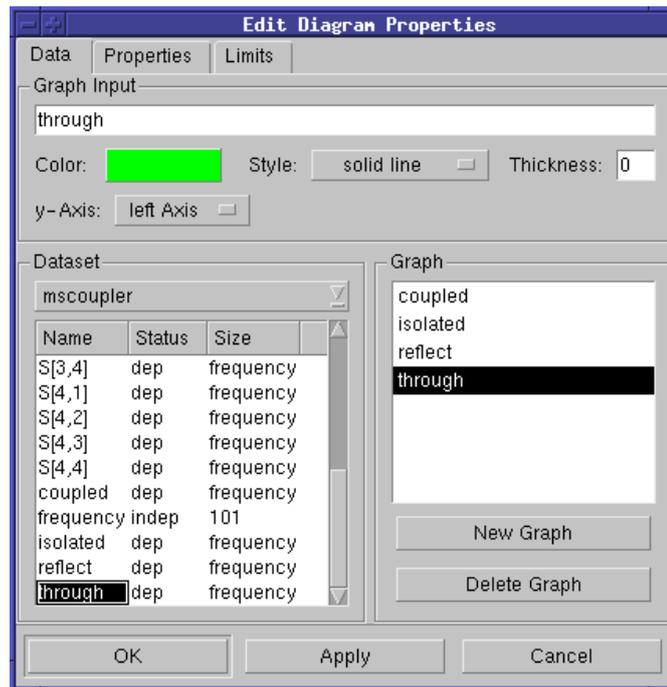 Edit Diagram Properties
Data Properties Limits
Graph Input
through
Color: Style: solid line Thickness: 0
y-Axis: left Axis
Dataset
mscoupler
Name Status Size
S[3,4] dep frequency
S[4,1] dep frequency
S[4,2] dep frequency
S[4,3] dep frequency
S[4,4] dep frequency
coupled dep frequency
frequency indep 101
isolated dep frequency
reflect dep frequency
through dep frequency
Graph
coupled
isolated
reflect
through
New Graph
Delete Graph
OK Apply Cancel